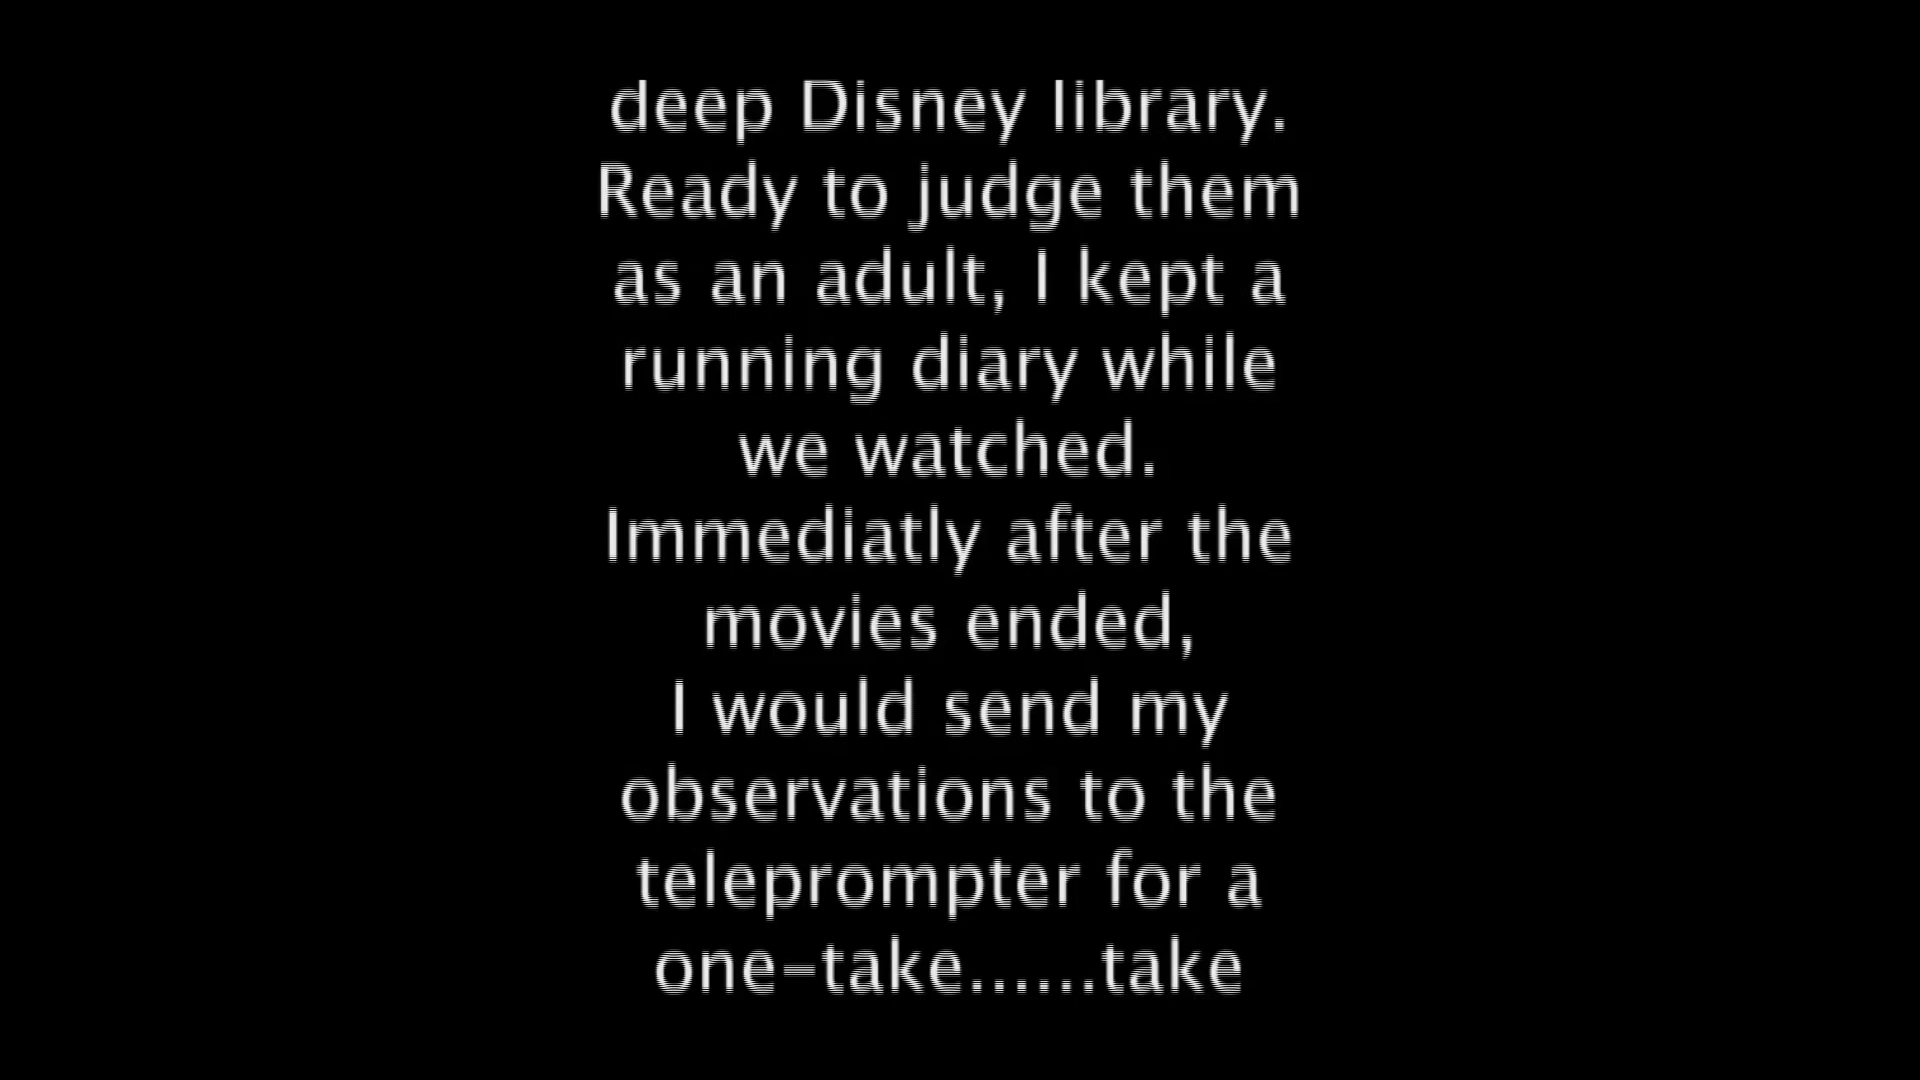 deep Disney library.
Ready to judge them
as an adult, I kept a
running diary while
we watched.
Immediatly after the
movies ended,
I would send my
observations to the
teleprompter for a
one-take......take